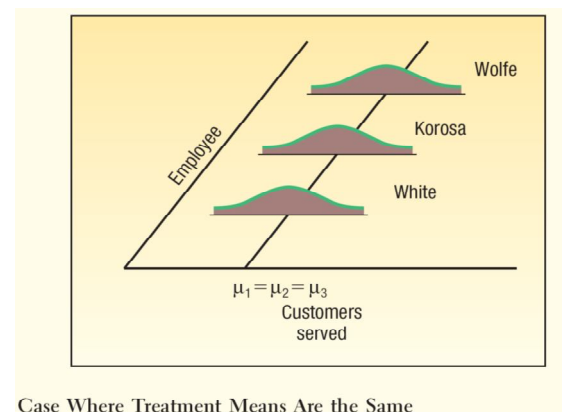 Wolfe
Korosa
Employee
White
μ₁=μ₂=μ₃
Customers
served
Case Where Treatment Means Are the Same